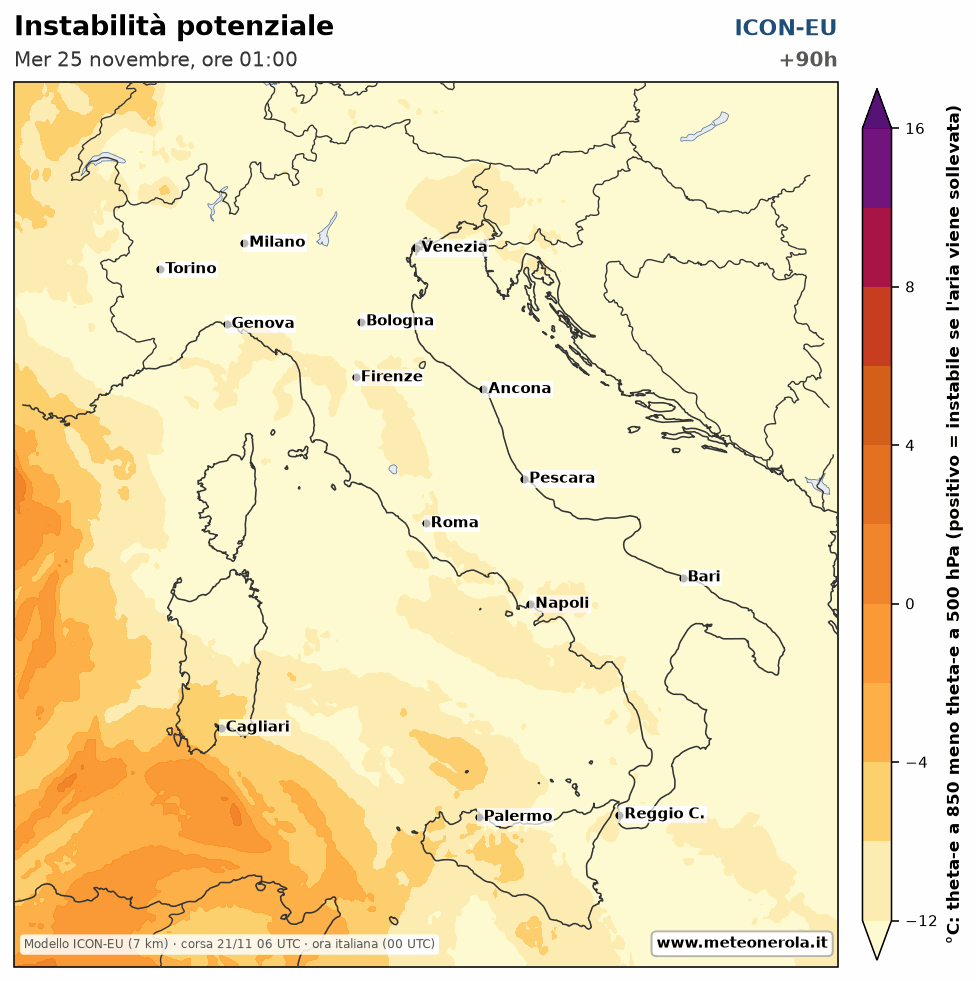 Instabilità potenziale
ICON-EU
Mer 25 novembre, ore 01:00
+90h
Milano
Venezia
Torino
Genova
Bologna
Firenze
Ancona
Pescara
Roma
Bari
Napoli
Cagliari
Palermo
Reggio C.
16
8
4
0
−4
−12
°C: theta-e a 850 meno theta-e a 500 hPa (positivo = instabile se l'aria viene sollevata)
Modello ICON-EU (7 km) · corsa 21/11 06 UTC · ora italiana (00 UTC)
www.meteonerola.it